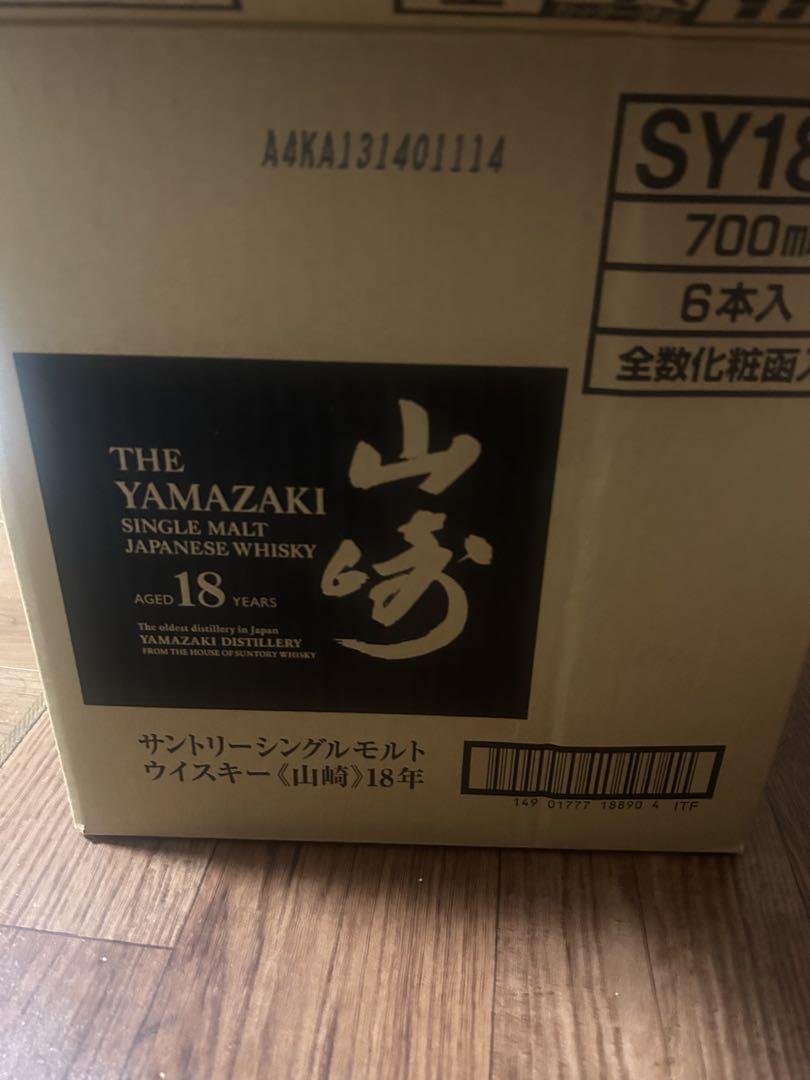 A4KA131401114
SY18
700m
6本入
全数化粧函入
THE
YAMAZAKI
SINGLE MALT
JAPANESE WHISKY
AGED 18 YEARS
The oldest distillery in Japan
YAMAZAKI DISTILLERY
FROM THE HOUSE OF SUNTORY WHISKY
山崎
サントリーシングルモルト
ウイスキー《山崎》18年
149 01777 18890 4 ITF